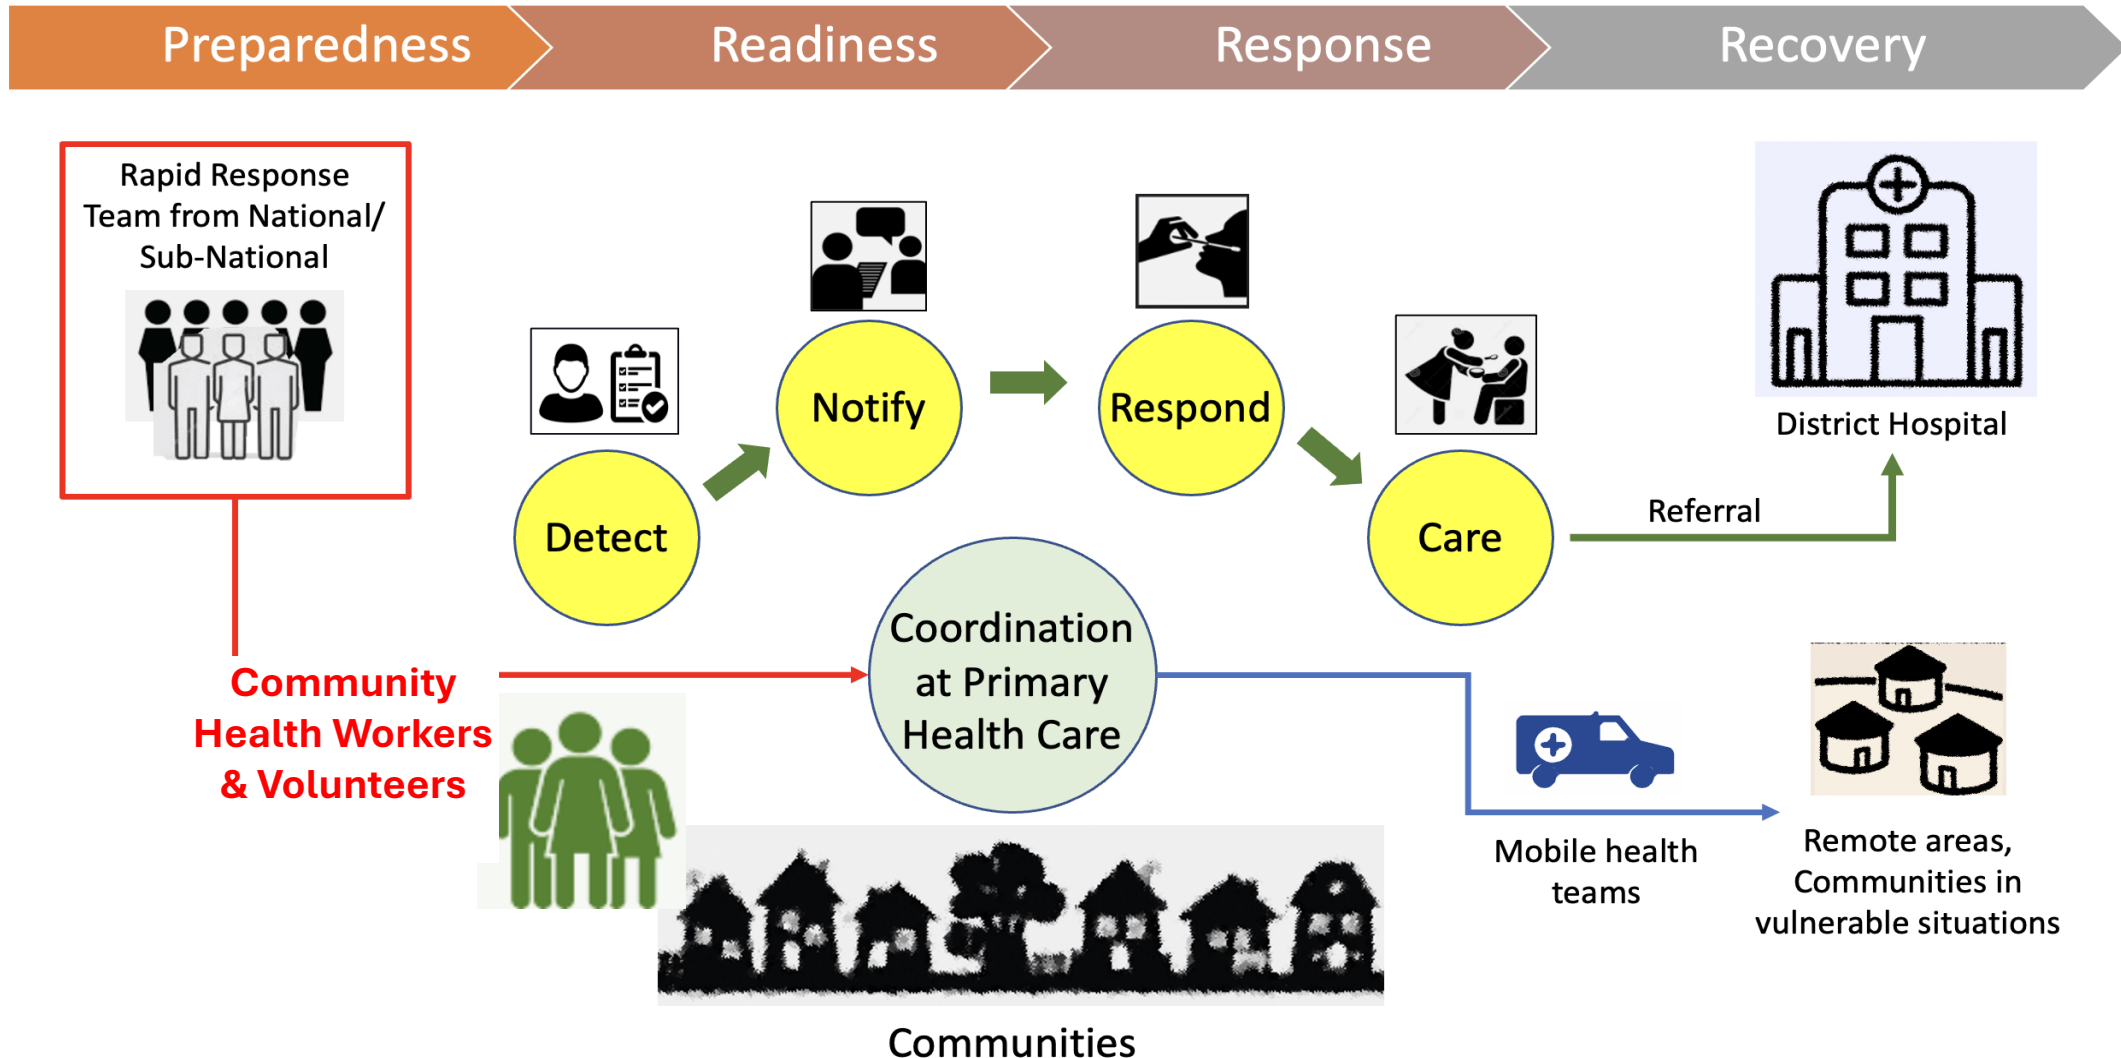 Preparedness
Readiness
Response
Recovery
Rapid Response
Team from National/
Sub-National
Detect
Notify
Respond
Care
Referral
District Hospital
Community
Health Workers
& Volunteers
Coordination
at Primary
Health Care
Mobile health
teams
Remote areas,
Communities in
vulnerable situations
Communities